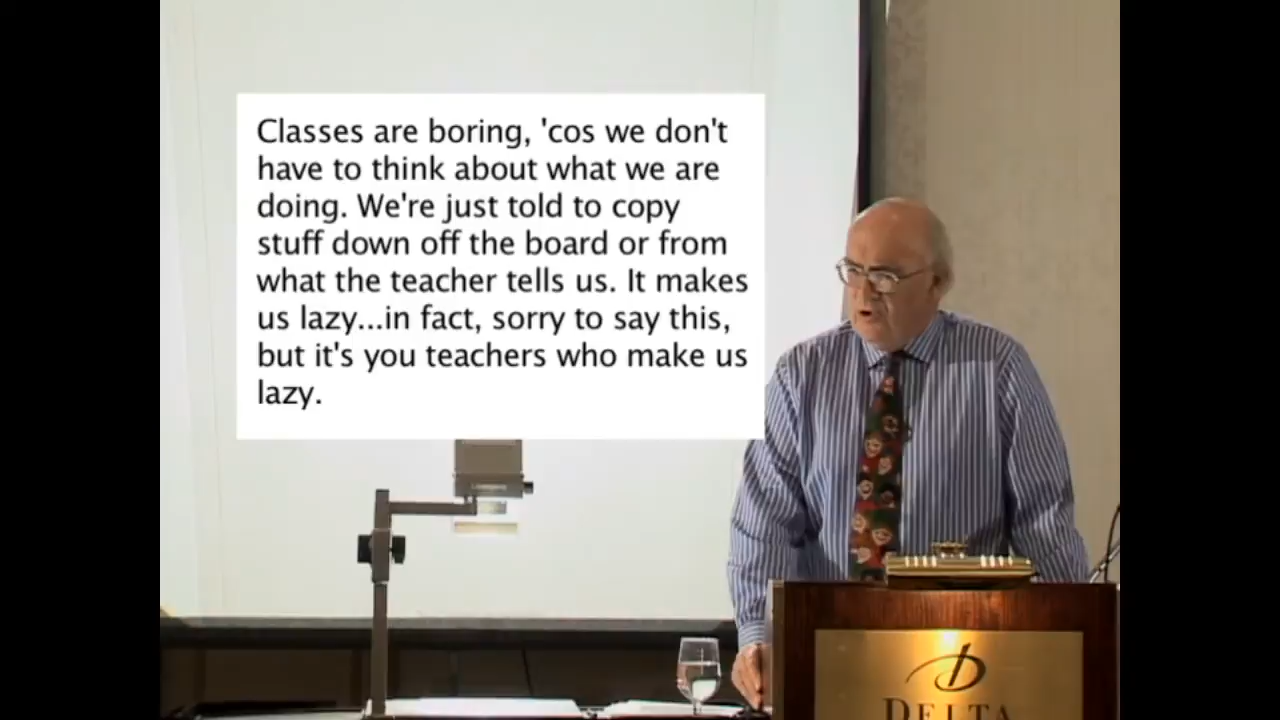 Classes are boring, 'cos we don't
have to think about what we are
doing. We're just told to copy
stuff down off the board or from
what the teacher tells us. It makes
us lazy...in fact, sorry to say this,
but it's you teachers who make us
lazy.
DELTA